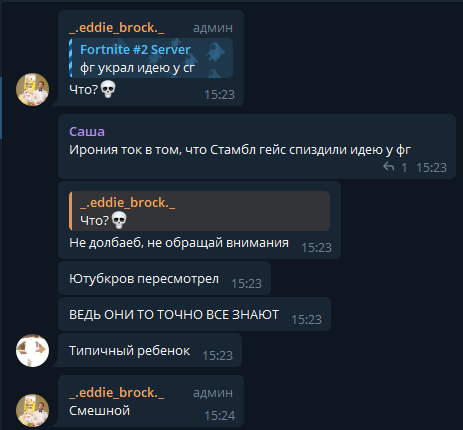 _.eddie_brock._ админ
Fortnite #2 Server
фг украл идею у сг
Что?💀
15:23
Саша
Ирония ток в том, что Стамбл гейс спиздили идею у фг
1 15:23
_.eddie_brock._
Что?💀
Не долбаеб, не обращай внимания 15:23
Ютубкров пересмотрел 15:23
ВЕДЬ ОНИ ТО ТОЧНО ВСЕ ЗНАЮТ 15:23
Типичный ребенок 15:23
_.eddie_brock._ админ
Смешной 15:24